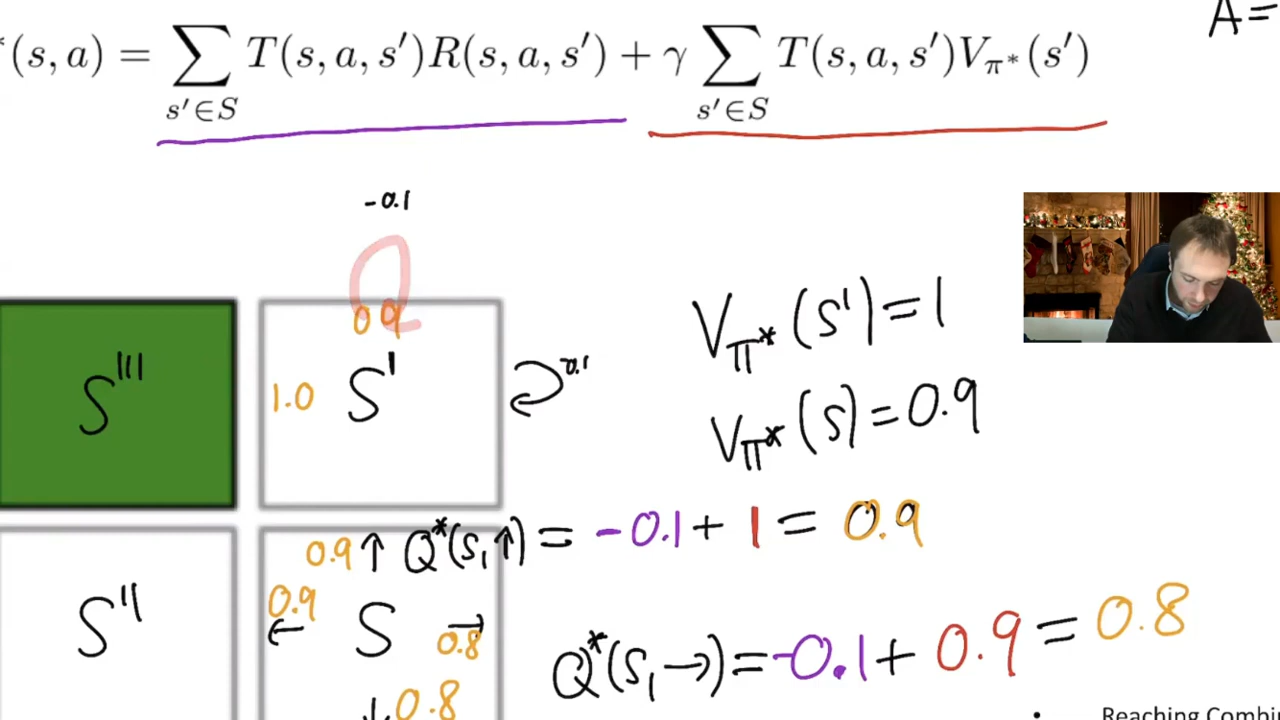 *(s, a) = ∑ s'∈S T(s, a, s')R(s, a, s') + γ ∑ s'∈S T(s, a, s')V_π*(s')
A=
-0.1
0.9
S'''
1.0 S'
-0.1
V_π*(S')=1
V_π*(S)=0.9
0.9 ↑ Q*(S,↑) = -0.1+ 1 = 0.9
S''
0.9 ← S → 0.8
Q*(S,→)=-0.1+ 0.9 = 0.8
↓ 0.8
• Reaching Combi